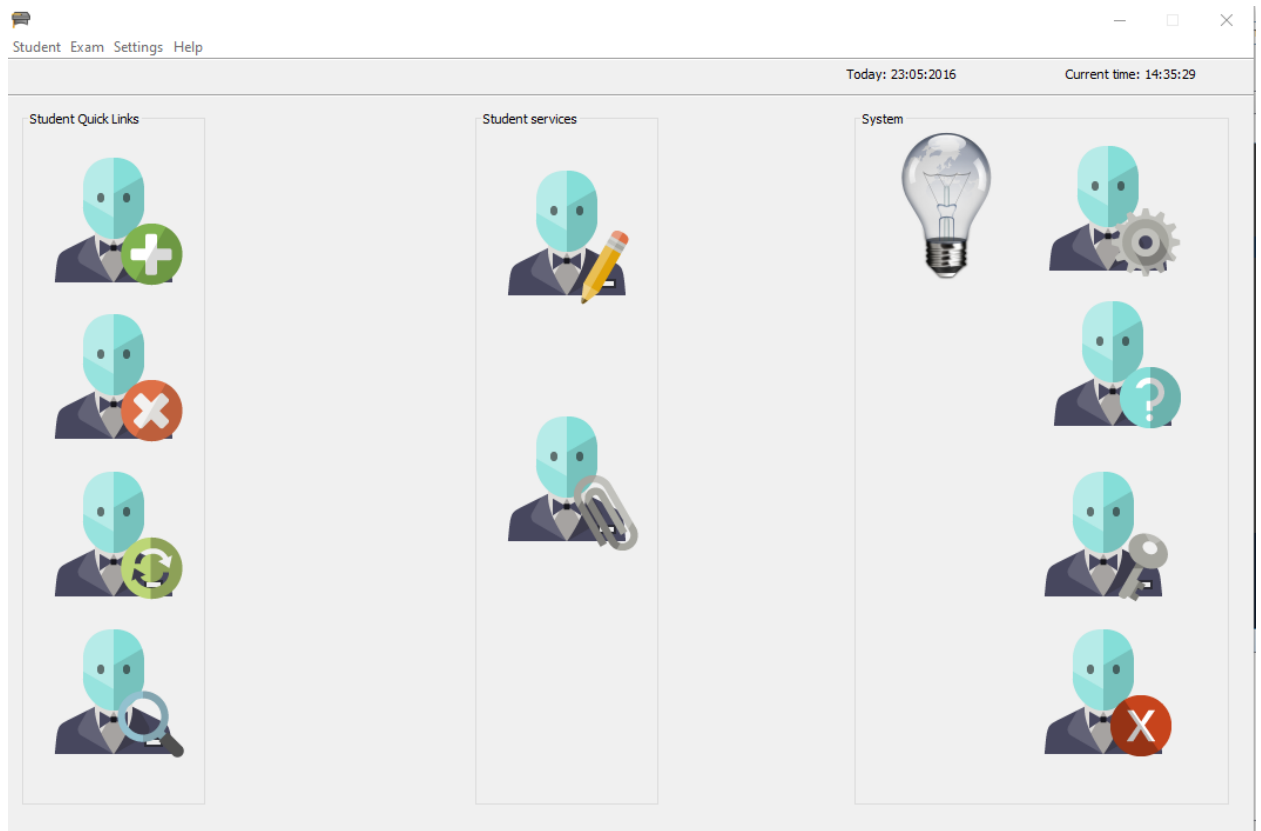 Student Exam Settings Help
Today: 23:05:2016 Current time: 14:35:29
Student Quick Links Student services System
X